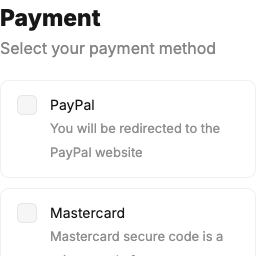 Payment
Select your payment method
PayPal
You will be redirected to the
PayPal website
Mastercard
Mastercard secure code is a